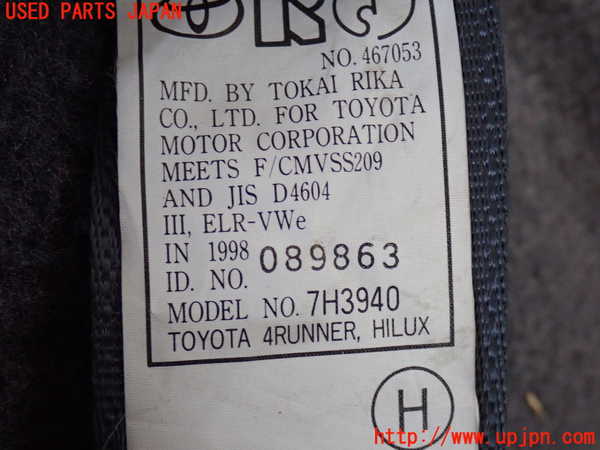 USED PARTS JAPAN
NO. 467053
MFD. BY TOKAI RIKA
CO., LTD. FOR TOYOTA
MOTOR CORPORATION
MEETS F/CMVSS209
AND JIS D4604
III, ELR-VWe
IN 1998
ID. NO. 089863
MODEL NO. 7H3940
TOYOTA 4RUNNER, HILUX
H
http://www.upjpn.com/